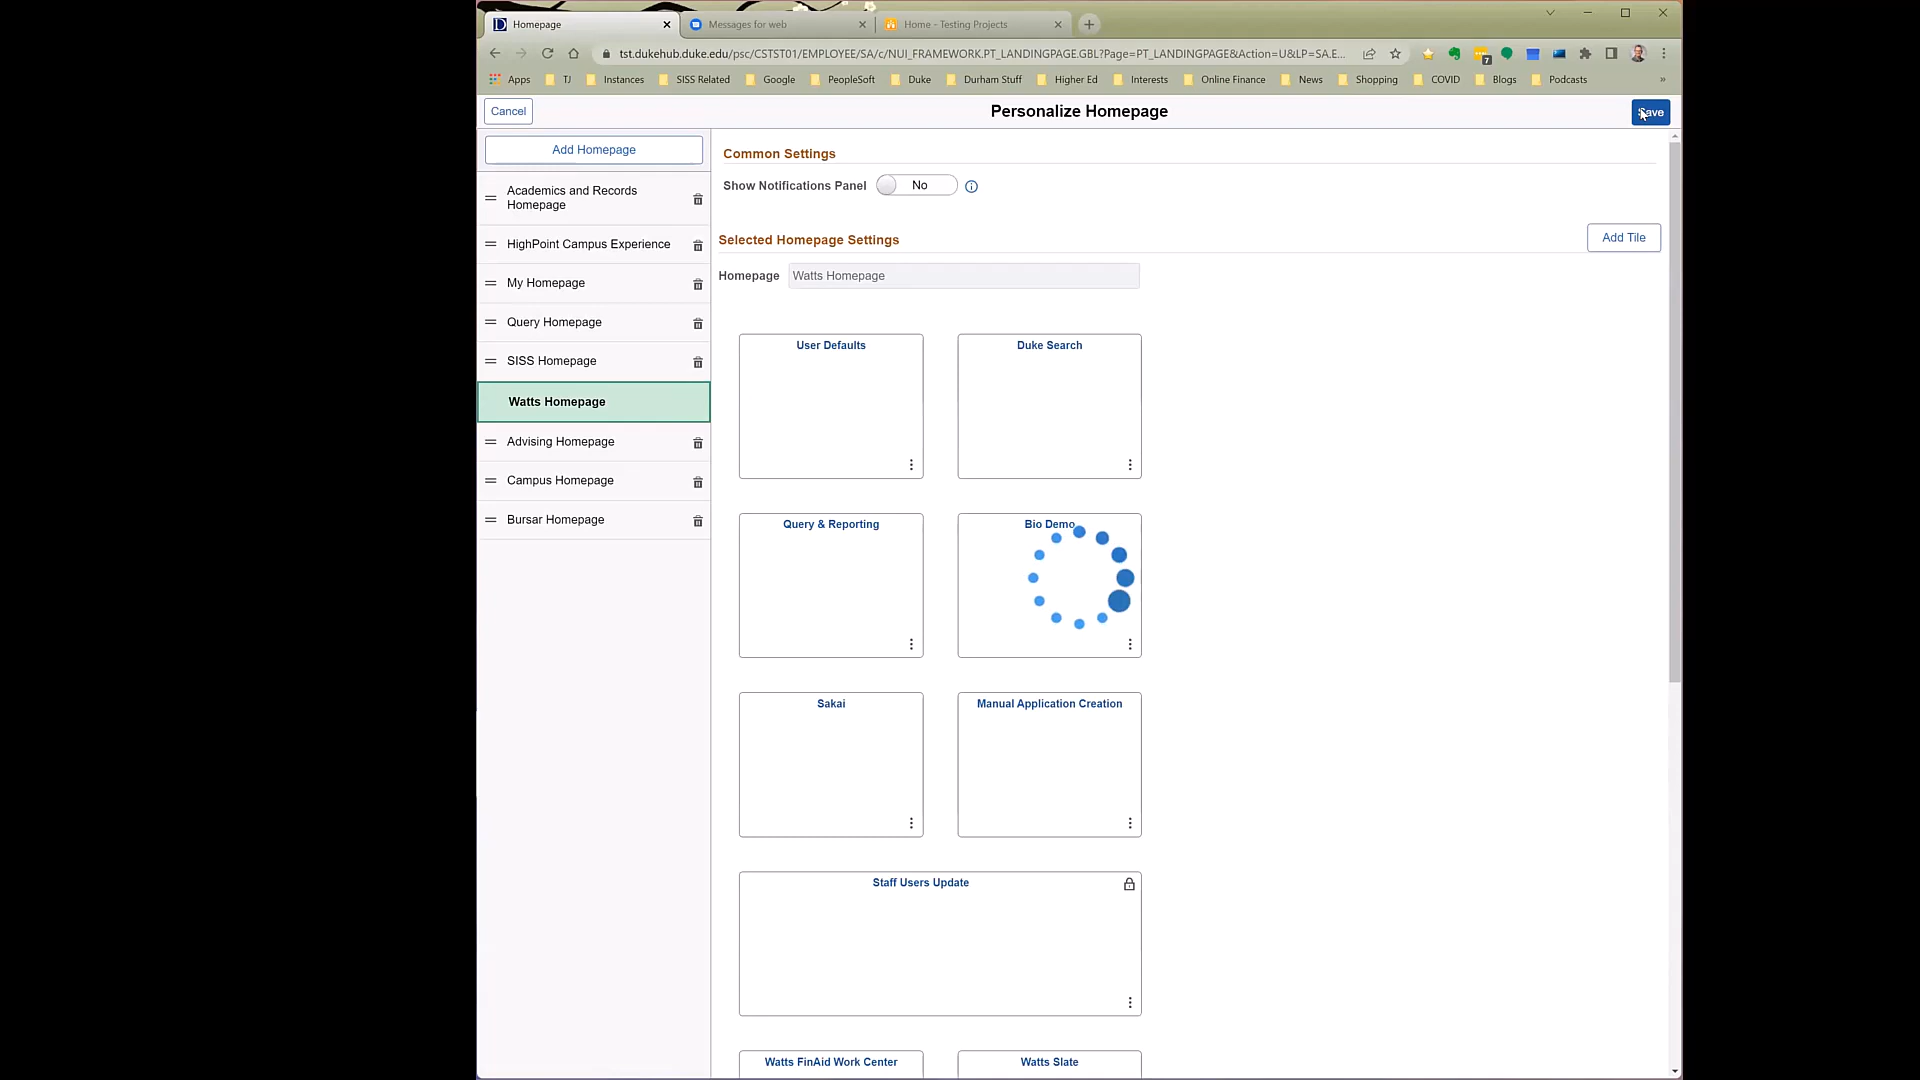 Homepage
Messages for web
Home - Testing Projects
tst.dukehub.duke.edu/psc/CSTST01/EMPLOYEE/SA/c/NUI_FRAMEWORK.PT_LANDINGPAGE.GBL?Page=PT_LANDINGPAGE&Action=U&LP=SA.E...
7
Apps TJ Instances SISS Related Google PeopleSoft Duke Durham Stuff Higher Ed Interests Online Finance News Shopping COVID Blogs Podcasts »
Cancel
Personalize Homepage
Save
Add Homepage
Academics and Records
Homepage
HighPoint Campus Experience
My Homepage
Query Homepage
SISS Homepage
Watts Homepage
Advising Homepage
Campus Homepage
Bursar Homepage
Common Settings
Show Notifications Panel No
Selected Homepage Settings
Add Tile
Homepage Watts Homepage
User Defaults
Duke Search
Query & Reporting
Bio Demo
Sakai
Manual Application Creation
Staff Users Update
Watts FinAid Work Center
Watts Slate